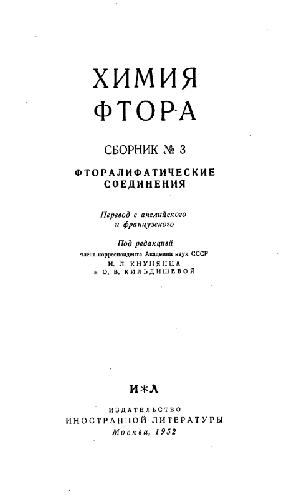 ХИМИЯ
ФТОРА
СБОРНИК № 3
ФТОРАЛИФАТИЧЕСКИЕ
СОЕДИНЕНИЯ
Перевод с английского
и французского
Под редакцией
члена-корреспондента Академии наук СССР
И. Л. КНУНЯНЦА
и О. В. КИЛЬДИШЕВОЙ
И*Л
ИЗДАТЕЛЬСТВО
ИНОСТРАННОЙ ЛИТЕРАТУРЫ
Москва, 1952